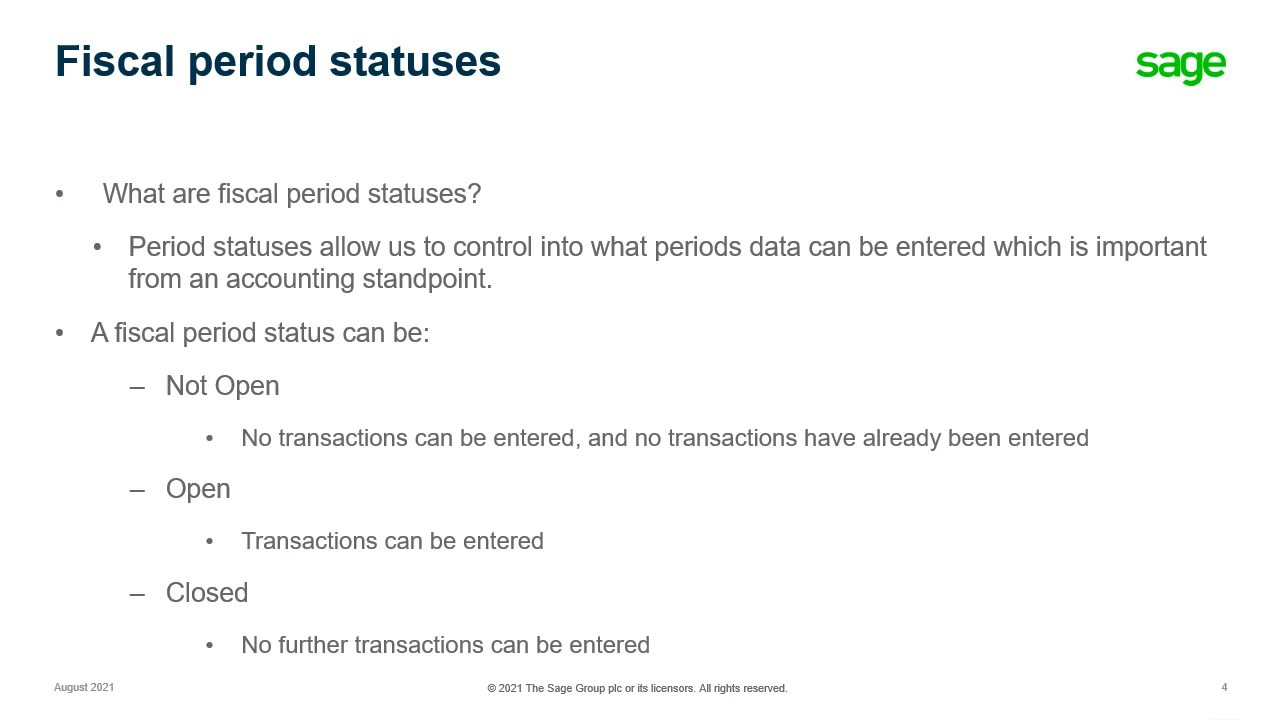 Fiscal period statuses
sage
• What are fiscal period statuses?
• Period statuses allow us to control into what periods data can be entered which is important
from an accounting standpoint.
• A fiscal period status can be:
– Not Open
• No transactions can be entered, and no transactions have already been entered
– Open
• Transactions can be entered
– Closed
• No further transactions can be entered
August 2021
© 2021 The Sage Group plc or its licensors. All rights reserved.
4